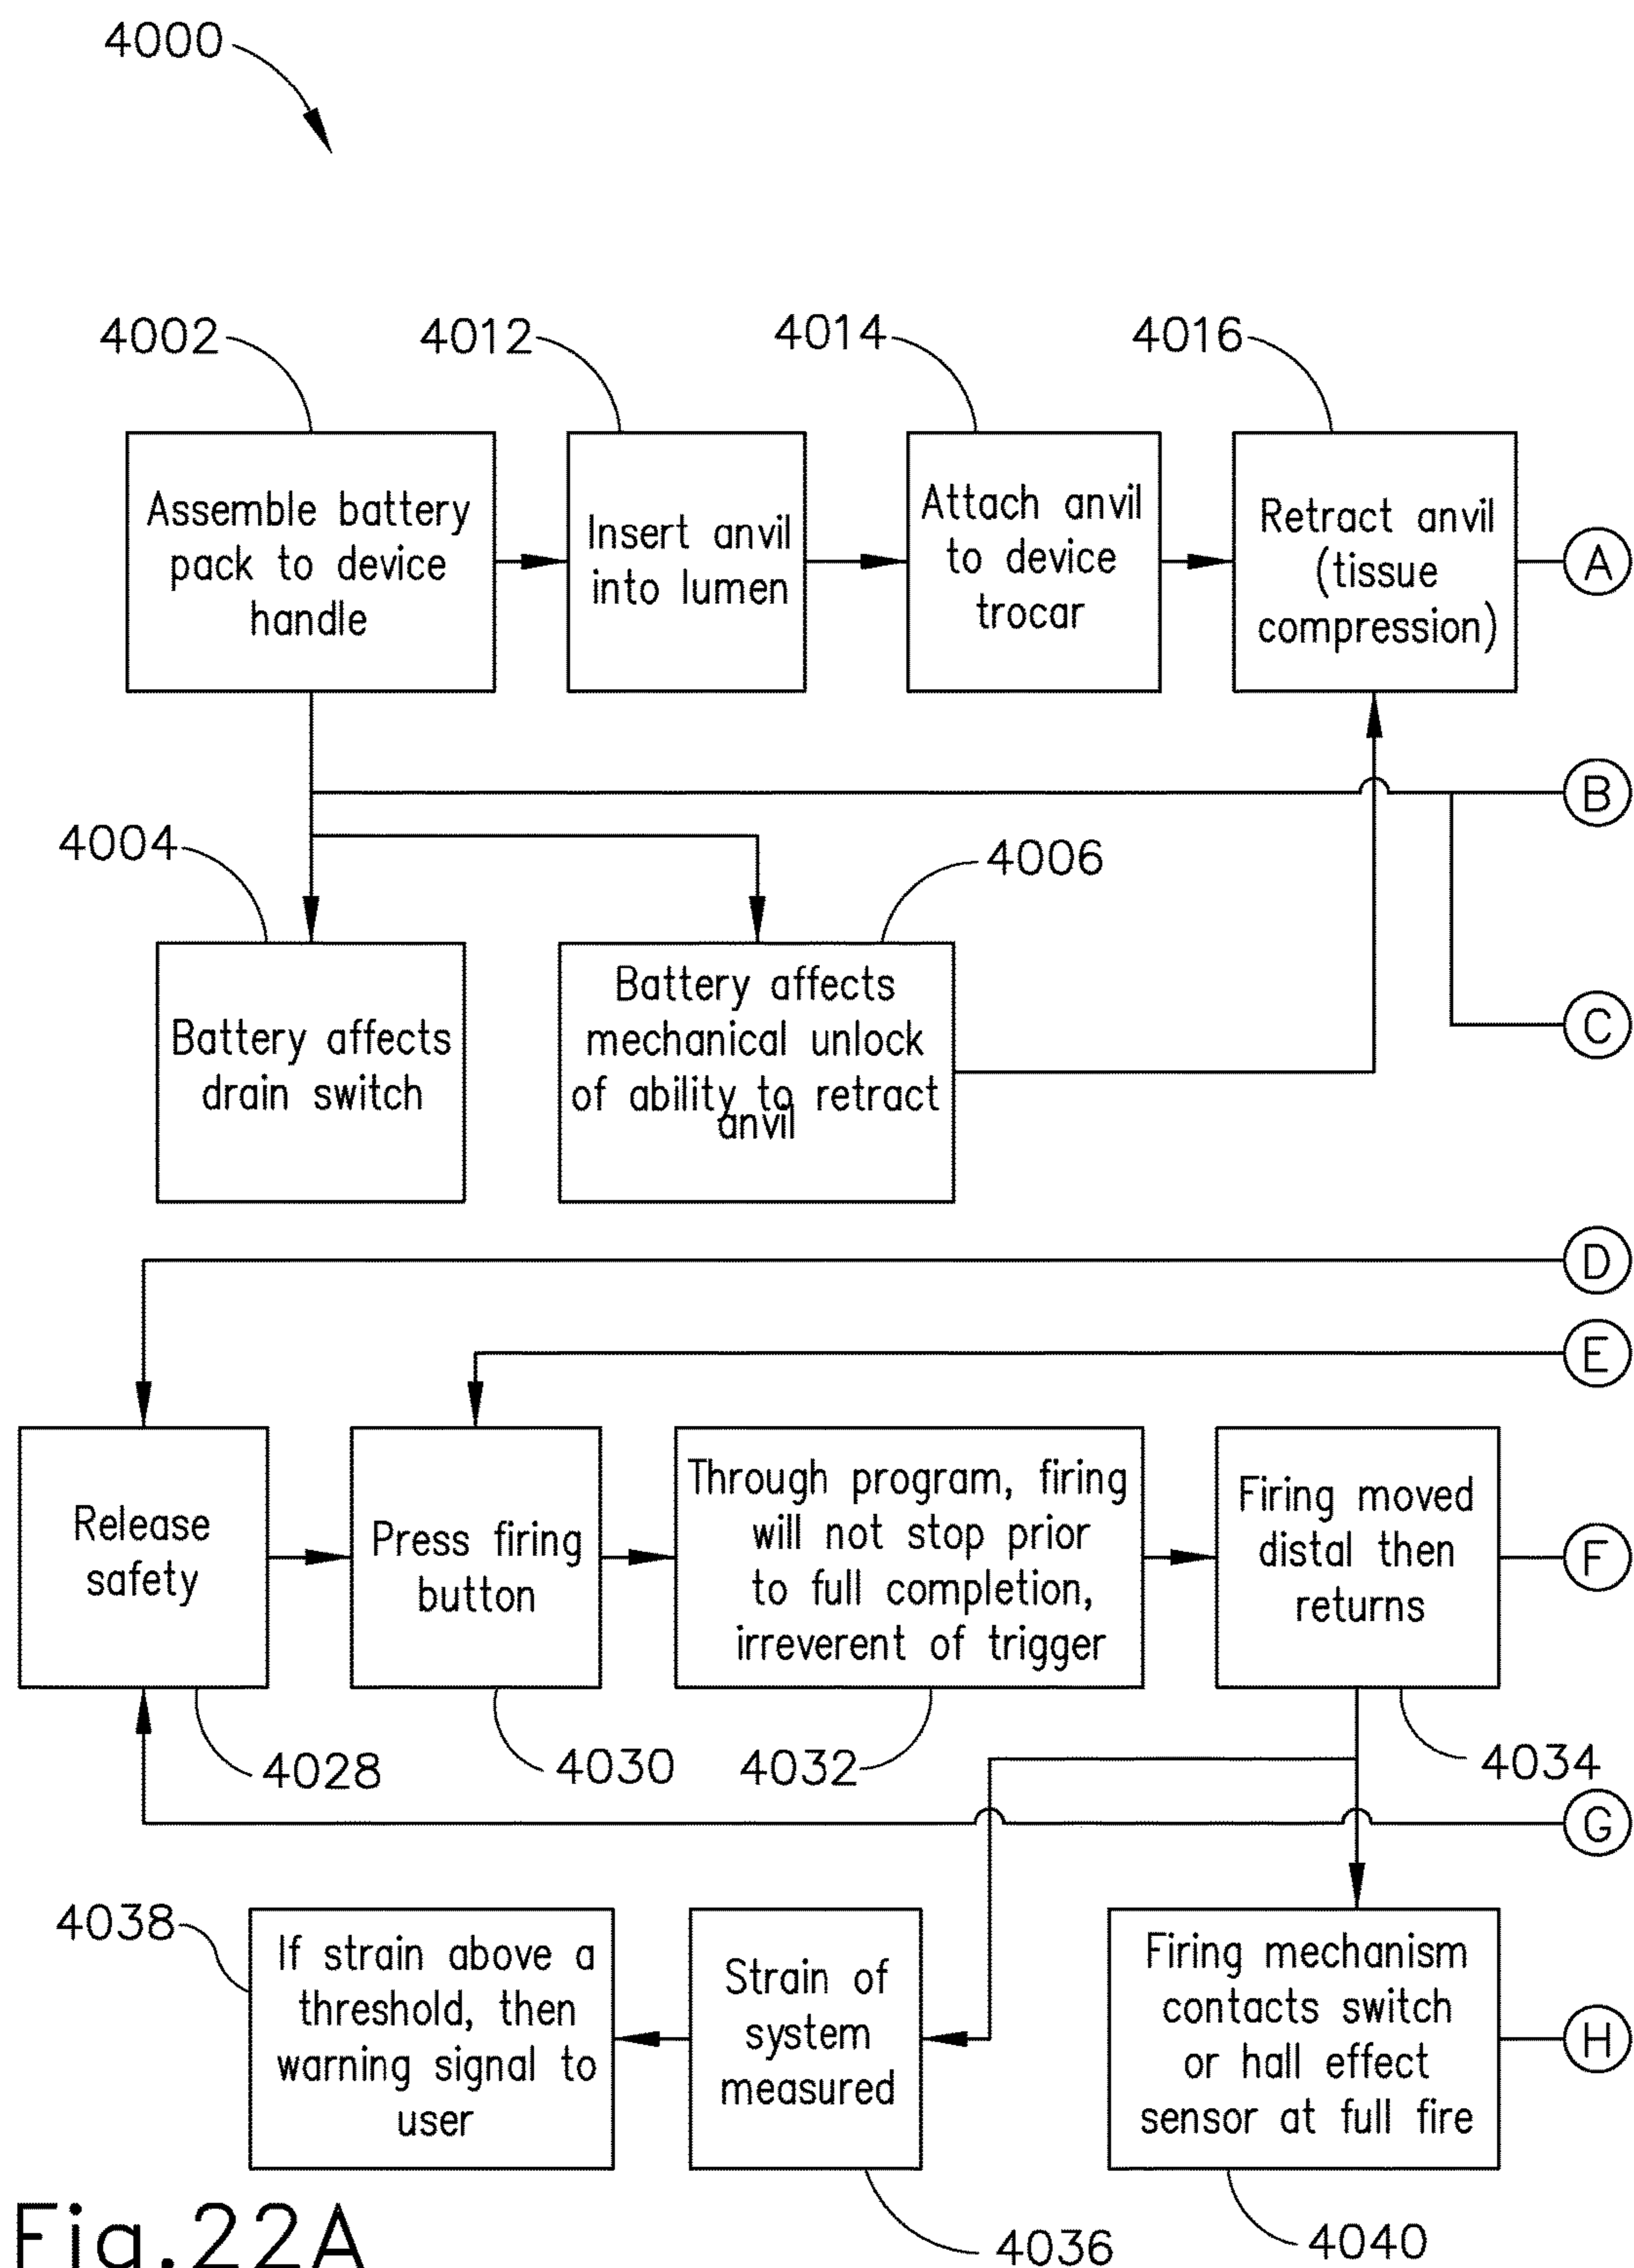 4000
4002
4012
4014
4016
Assemble battery
pack to device
handle
Insert anvil
into lumen
Attach anvil
to device
trocar
Retract anvil
(tissue
compression)
A
B
4004
4006
Battery affects
drain switch
Battery affects
mechanical unlock
of ability to retract
anvil
C
D
E
Release
safety
Press firing
button
Through program, firing
will not stop prior
to full completion,
irreverent of trigger
Firing moved
distal then
returns
F
4028
4030
4032
4034
G
4038
If strain above a
threshold, then
warning signal to
user
Strain of
system
measured
Firing mechanism
contacts switch
or hall effect
sensor at full fire
H
4036
4040
Fig.22A